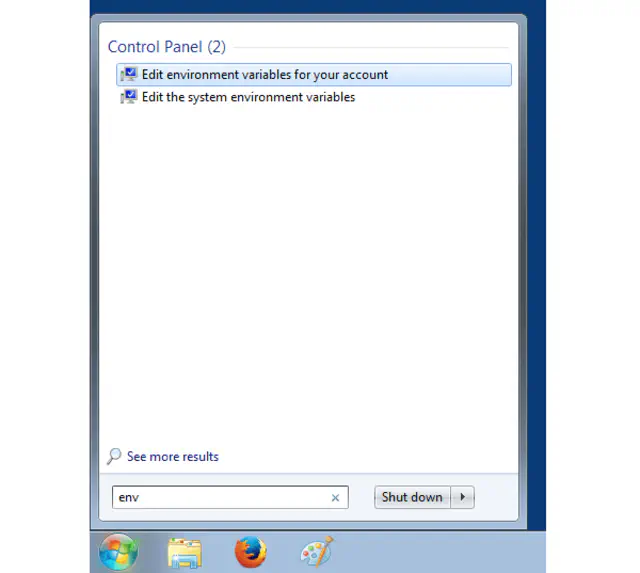 Control Panel (2)
Edit environment variables for your account
Edit the system environment variables
See more results
env
Shut down